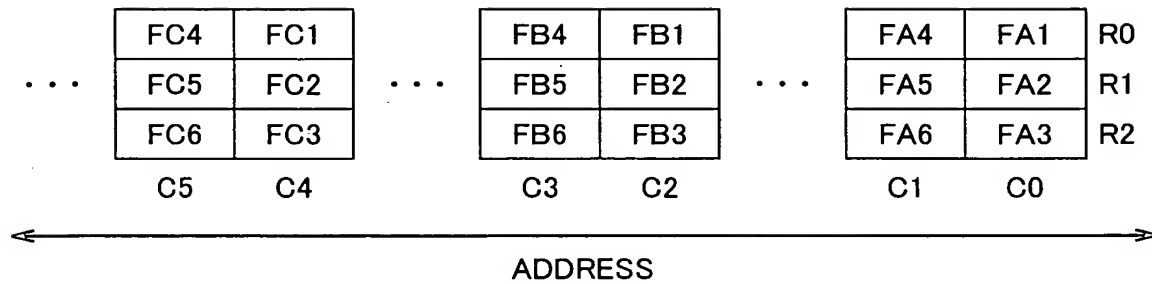 FC4 FC1 FB4 FB1 FA4 FA1 R0
· · · FC5 FC2 · · · FB5 FB2 · · · FA5 FA2 R1
FC6 FC3 FB6 FB3 FA6 FA3 R2
C5 C4 C3 C2 C1 C0
ADDRESS